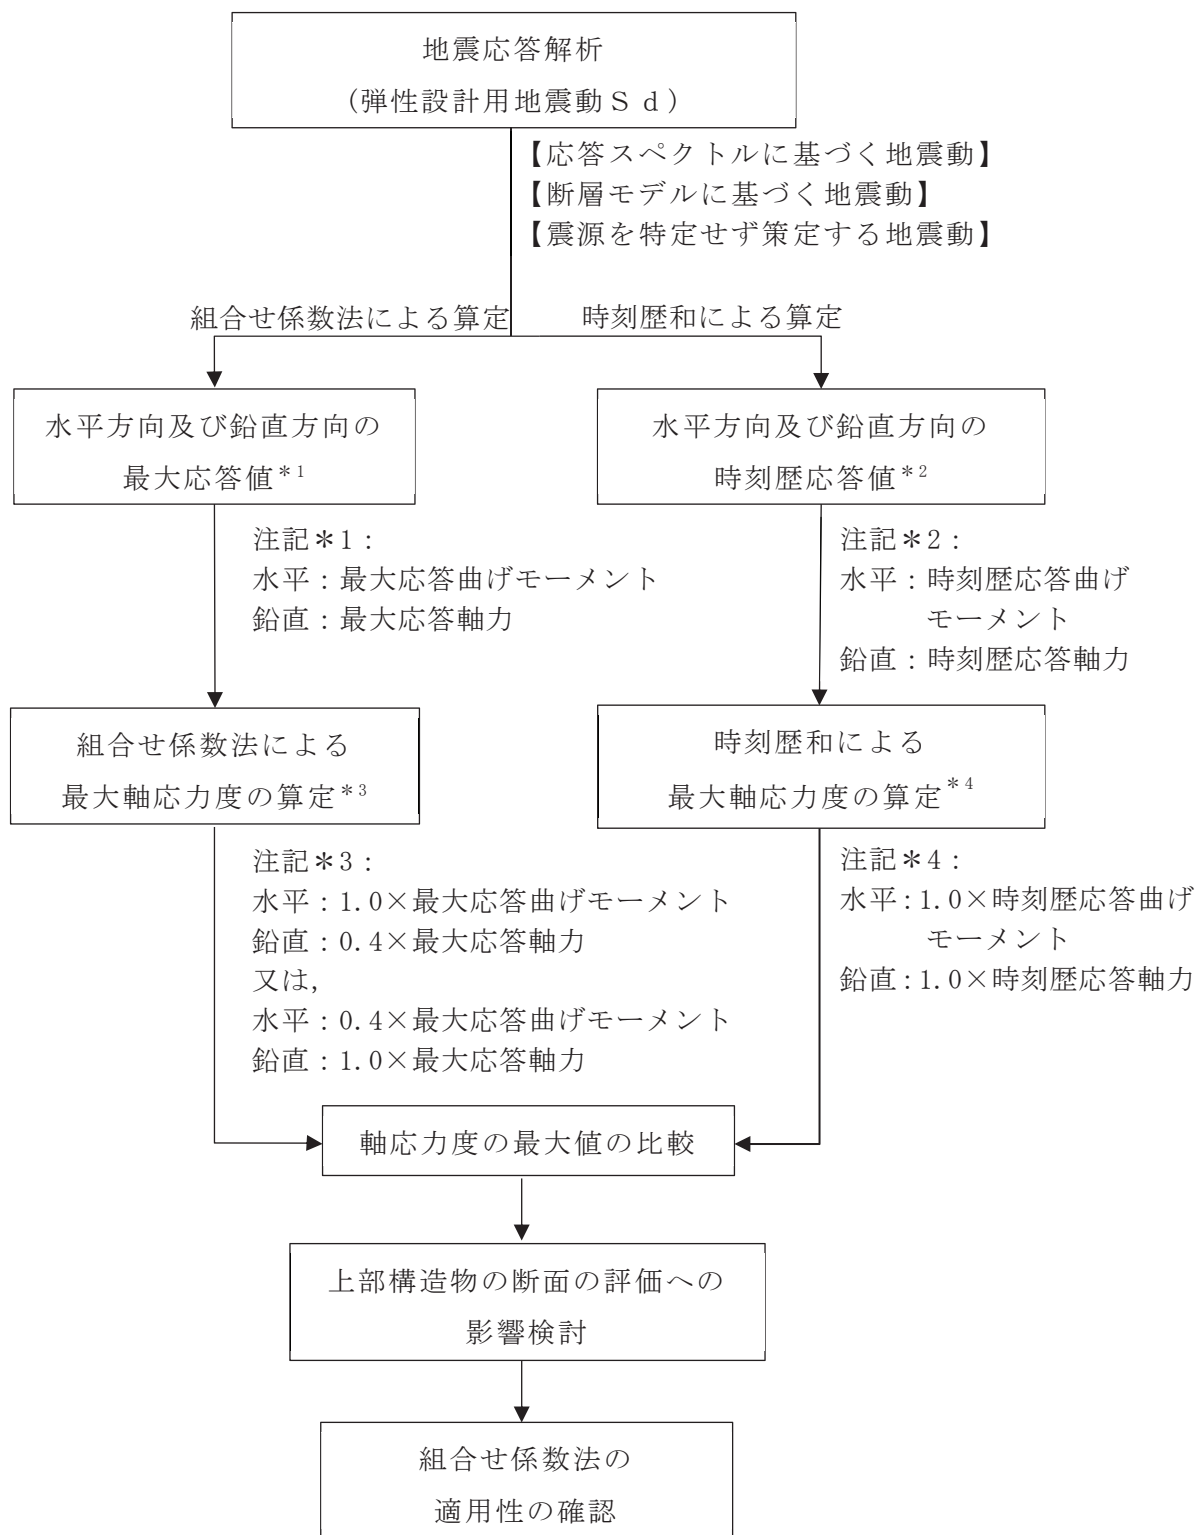 地震応答解析
(弾性設計用地震動Ｓｄ)
【応答スペクトルに基づく地震動】
【断層モデルに基づく地震動】
【震源を特定せず策定する地震動】
組合せ係数法による算定
時刻歴和による算定
水平方向及び鉛直方向の
最大応答値*1
水平方向及び鉛直方向の
時刻歴応答値*2
注記＊1：
水平：最大応答曲げモーメント
鉛直：最大応答軸力
注記＊2：
水平：時刻歴応答曲げ
モーメント
鉛直：時刻歴応答軸力
組合せ係数法による
最大軸応力度の算定*3
時刻歴和による
最大軸応力度の算定*4
注記＊3：
水平：1.0×最大応答曲げモーメント
鉛直：0.4×最大応答軸力
又は,
水平：0.4×最大応答曲げモーメント
鉛直：1.0×最大応答軸力
注記＊4：
水平：1.0×時刻歴応答曲げ
モーメント
鉛直：1.0×時刻歴応答軸力
軸応力度の最大値の比較
上部構造物の断面の評価への
影響検討
組合せ係数法の
適用性の確認